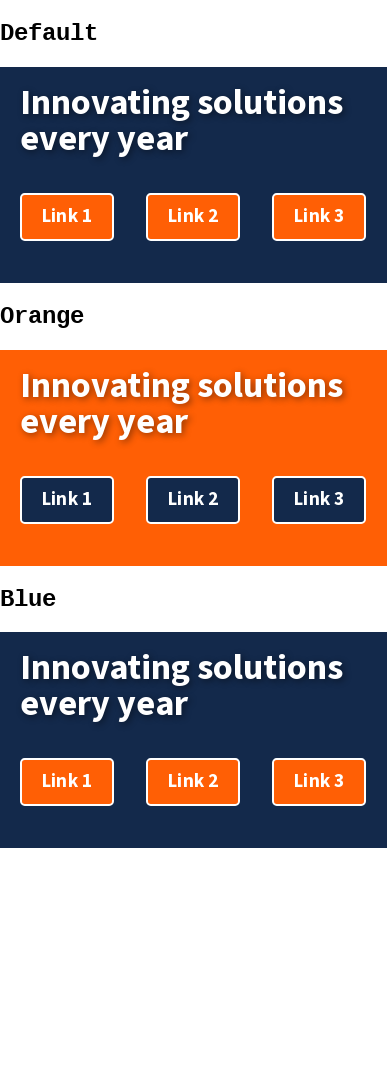 Default
Innovating solutions
every year
Link 1 Link 2 Link 3
Orange
Innovating solutions
every year
Link 1 Link 2 Link 3
Blue
Innovating solutions
every year
Link 1 Link 2 Link 3